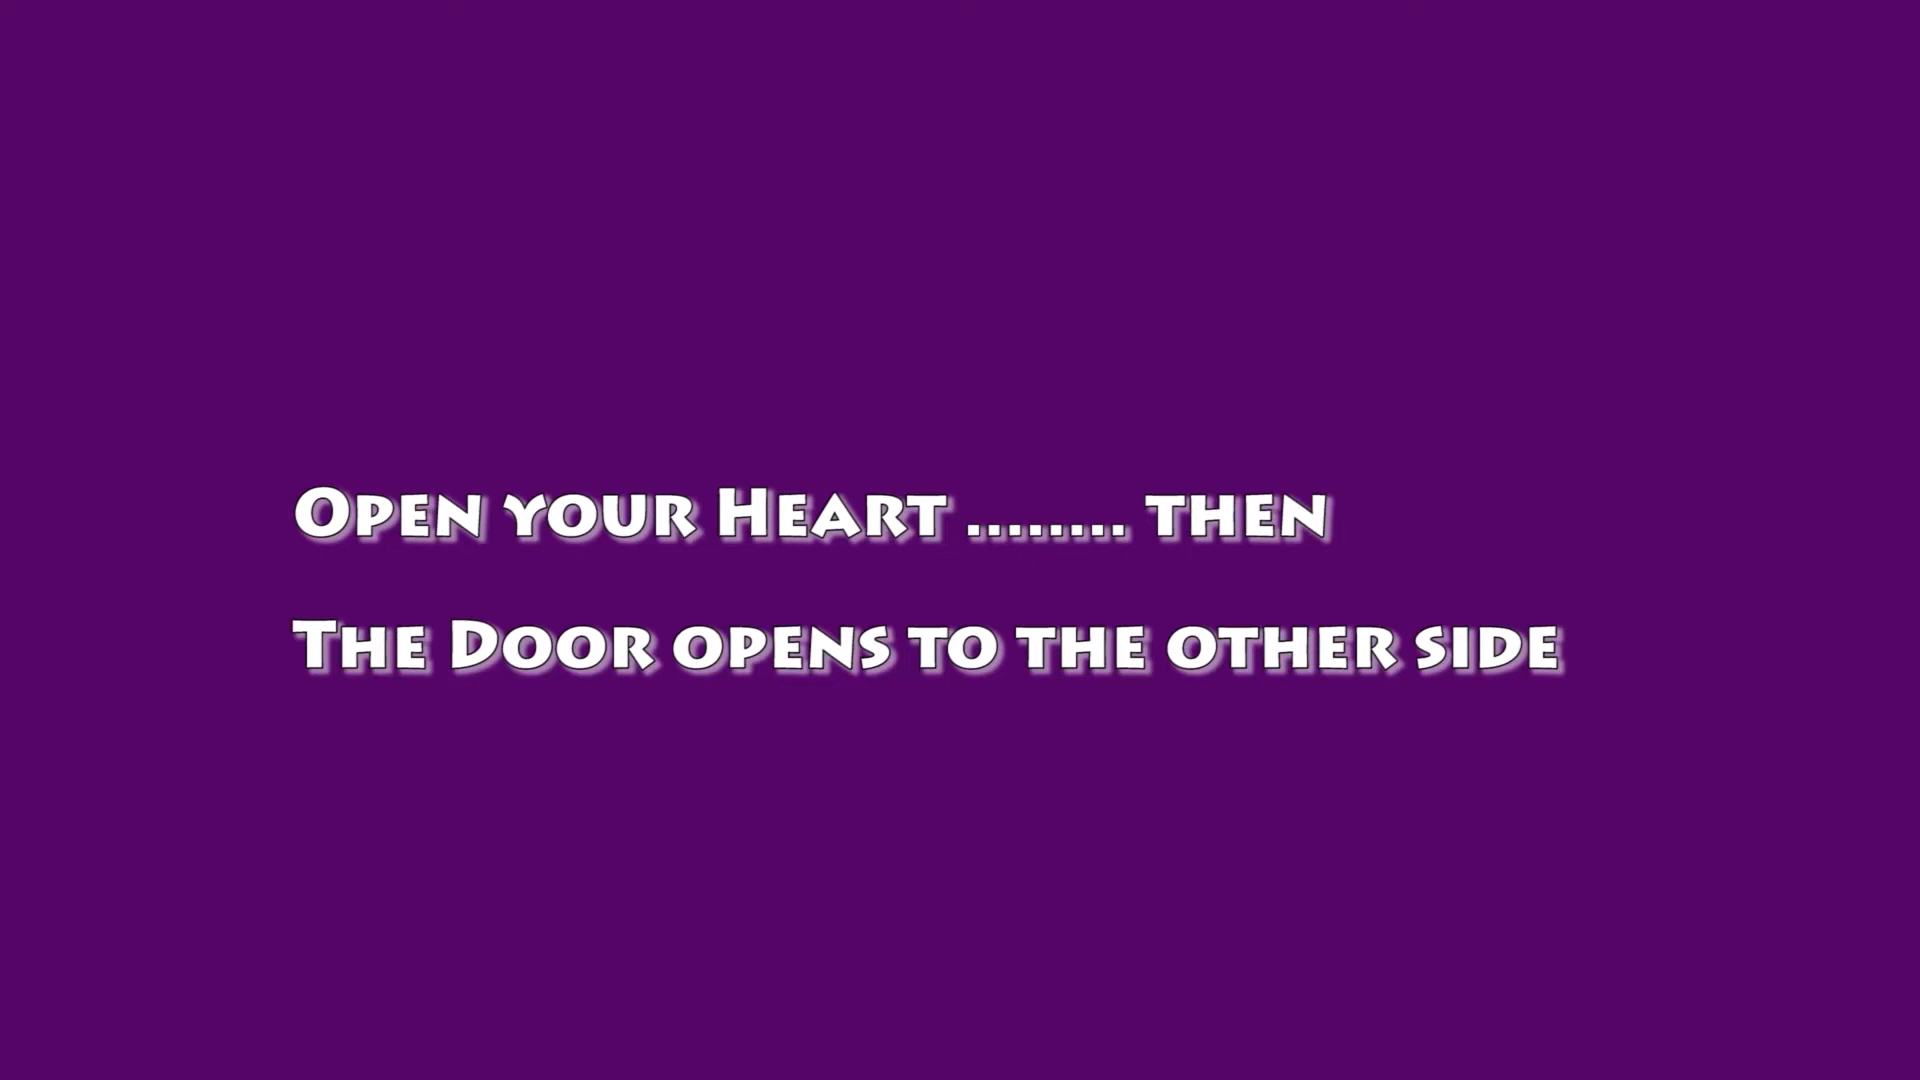 Open your Heart ........ then
The Door opens to the other side